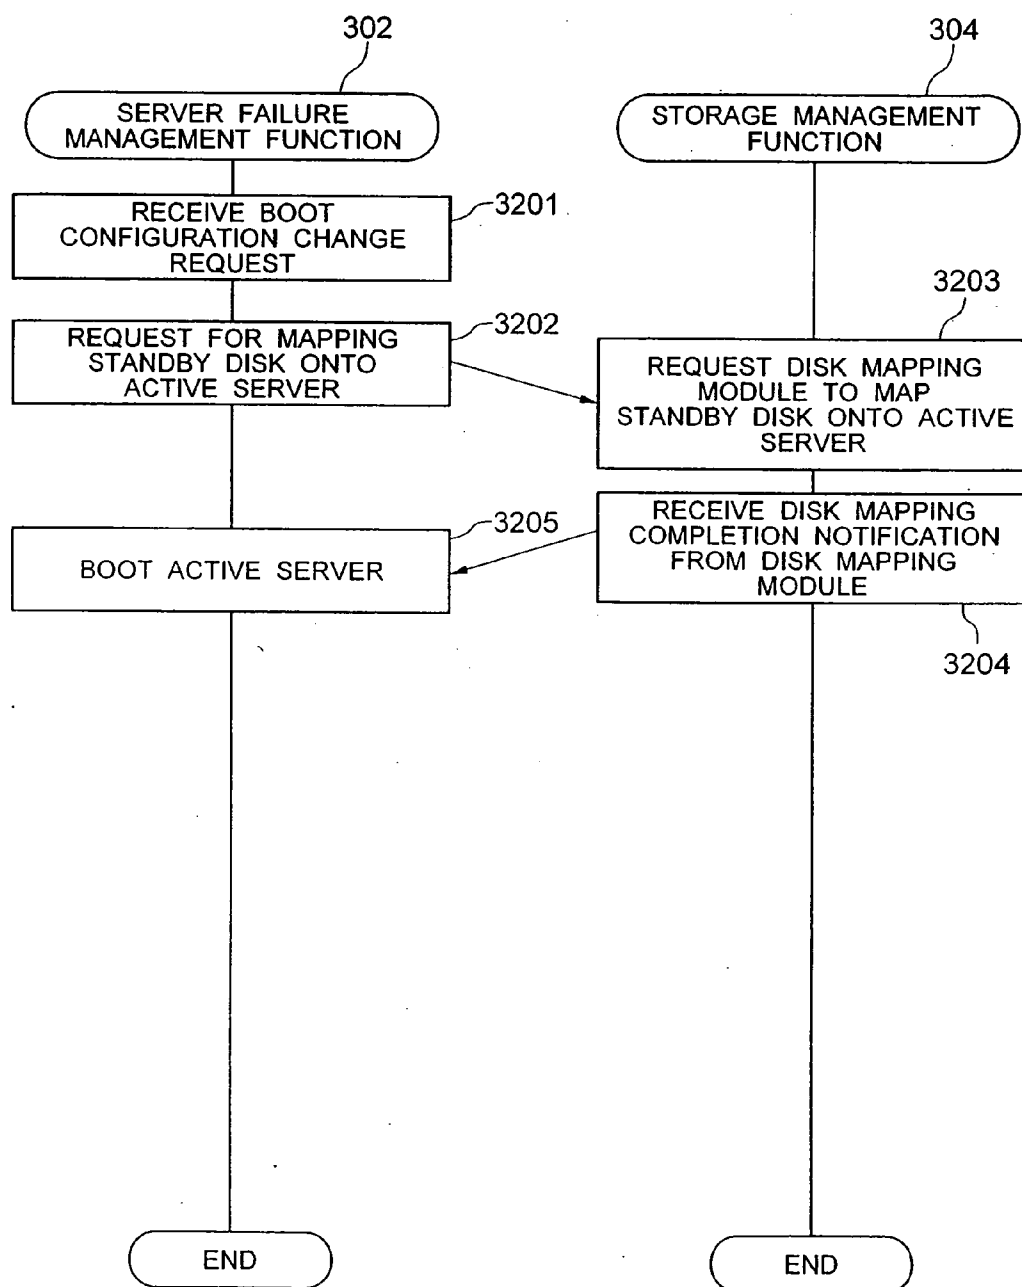 302
SERVER FAILURE
MANAGEMENT FUNCTION
304
STORAGE MANAGEMENT
FUNCTION
RECEIVE BOOT
CONFIGURATION CHANGE
REQUEST
3201
REQUEST FOR MAPPING
STANDBY DISK ONTO
ACTIVE SERVER
3202
3203
REQUEST DISK MAPPING
MODULE TO MAP
STANDBY DISK ONTO ACTIVE
SERVER
BOOT ACTIVE SERVER
3205
RECEIVE DISK MAPPING
COMPLETION NOTIFICATION
FROM DISK MAPPING
MODULE
3204
END
END